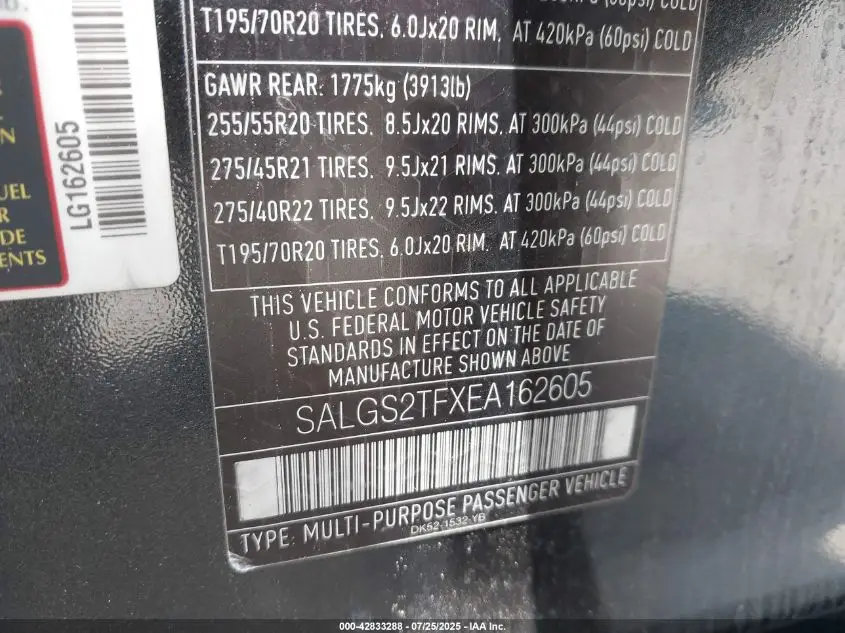 T195/70R20 TIRES, 6.0Jx20 RIM, AT 420kPa (60psi) COLD
GAWR REAR: 1775kg (3913lb)
255/55R20 TIRES, 8.5Jx20 RIMS, AT 300kPa (44psi) COLD
275/45R21 TIRES, 9.5Jx21 RIMS, AT 300kPa (44psi) COLD
275/40R22 TIRES, 9.5Jx22 RIMS, AT 300kPa (44psi) COLD
T195/70R20 TIRES, 6.0Jx20 RIM, AT 420kPa (60psi) COLD
THIS VEHICLE CONFORMS TO ALL APPLICABLE
U.S. FEDERAL MOTOR VEHICLE SAFETY
STANDARDS IN EFFECT ON THE DATE OF
MANUFACTURE SHOWN ABOVE
SALGS2TFXEA162605
TYPE: MULTI-PURPOSE PASSENGER VEHICLE
DK52-1532-YB
LG162605
UEL
R
DE
ENTS
000-42833288 - 07/25/2025 - IAA Inc.